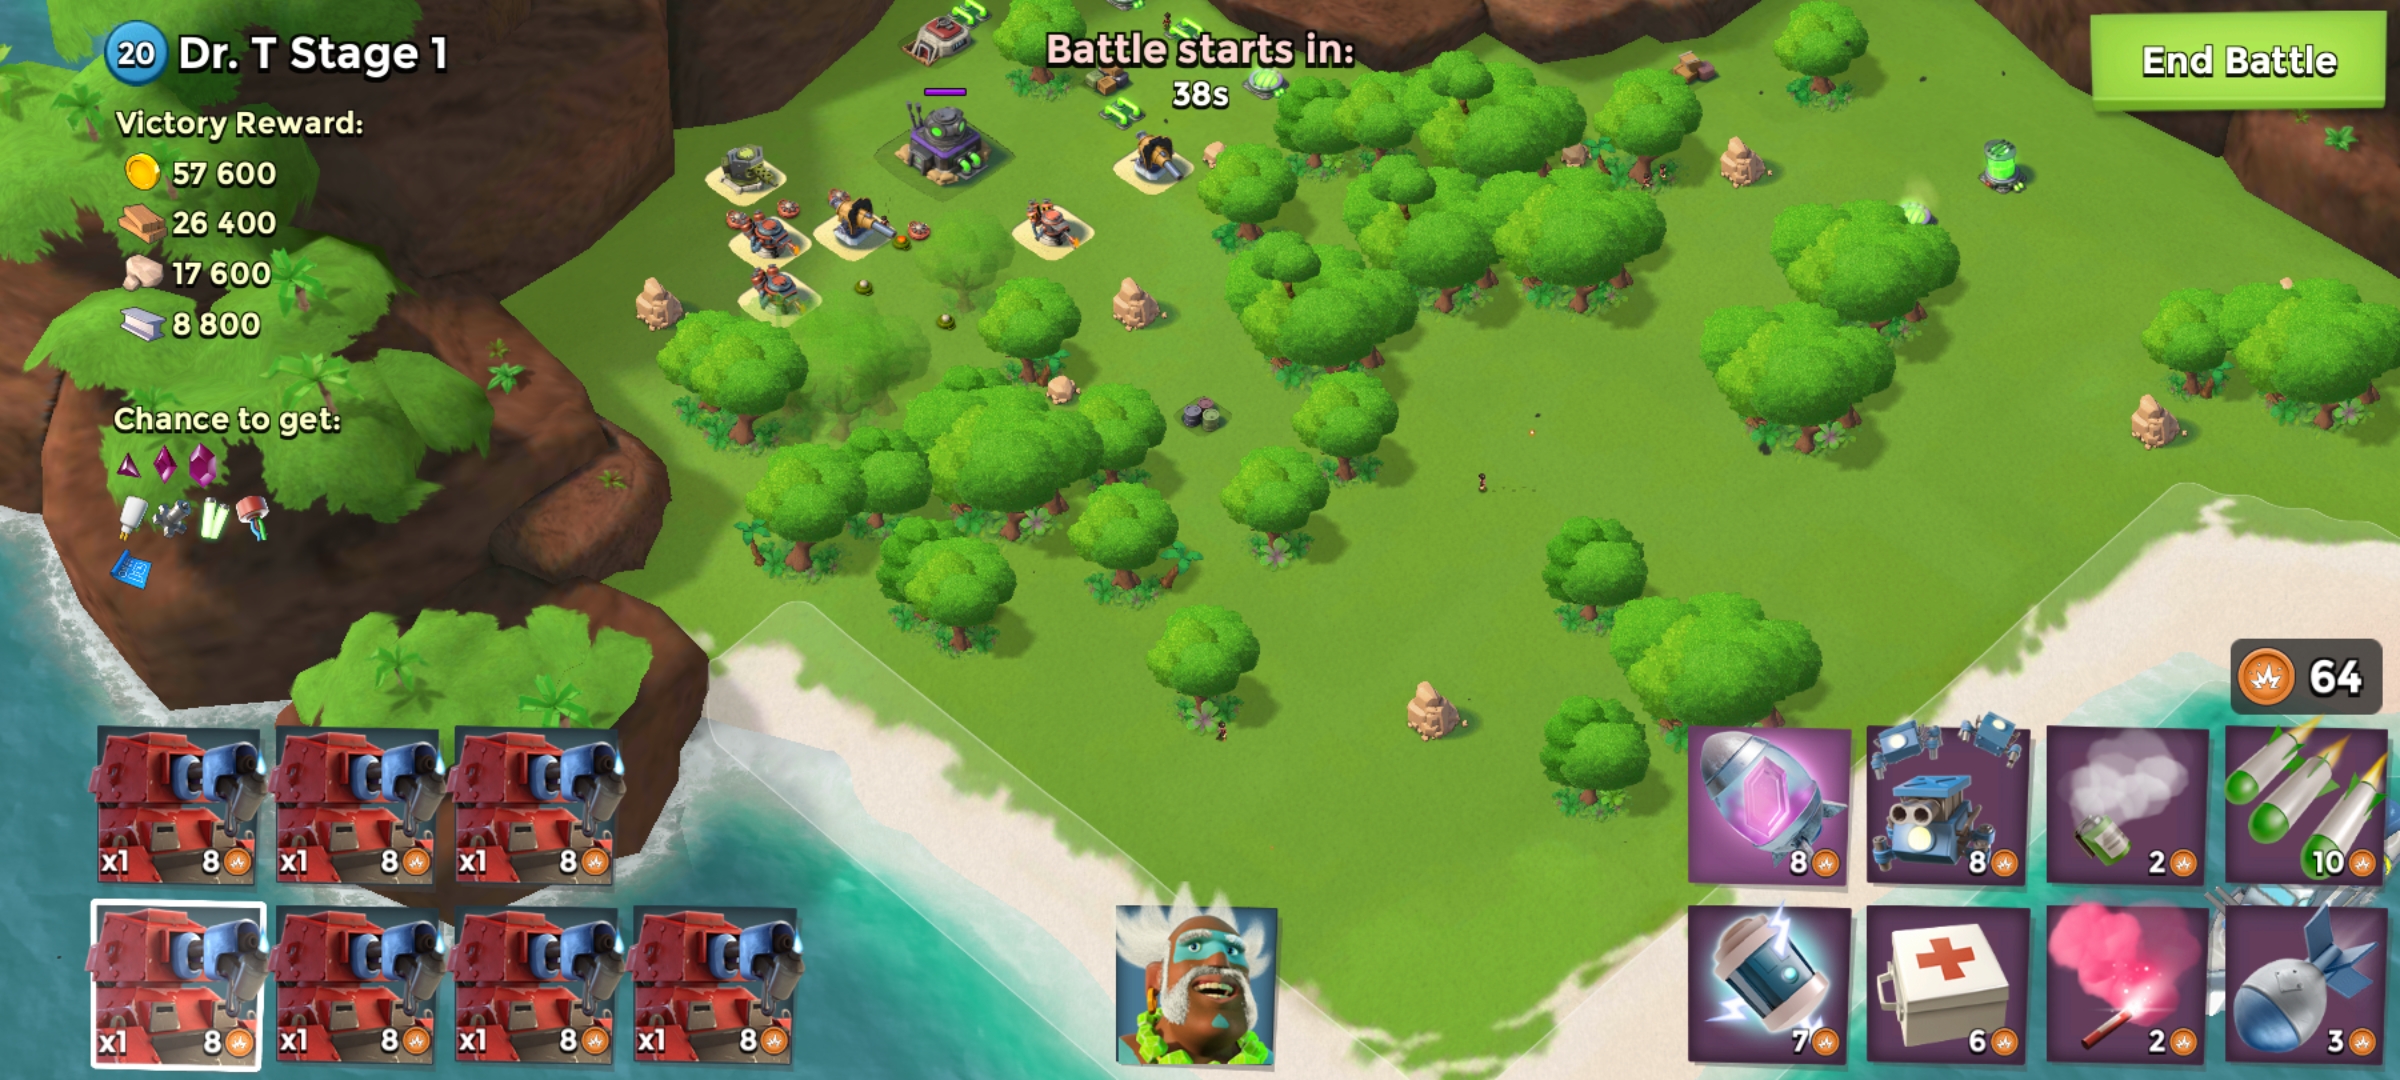 20 Dr. T Stage 1
Battle starts in:
38s
End Battle
Victory Reward:
57 600
26 400
17 600
8 800
Chance to get:
64
x1 8
x1 8
x1 8
8
8
2
10
x1 8
x1 8
x1 8
x1 8
7
6
2
3